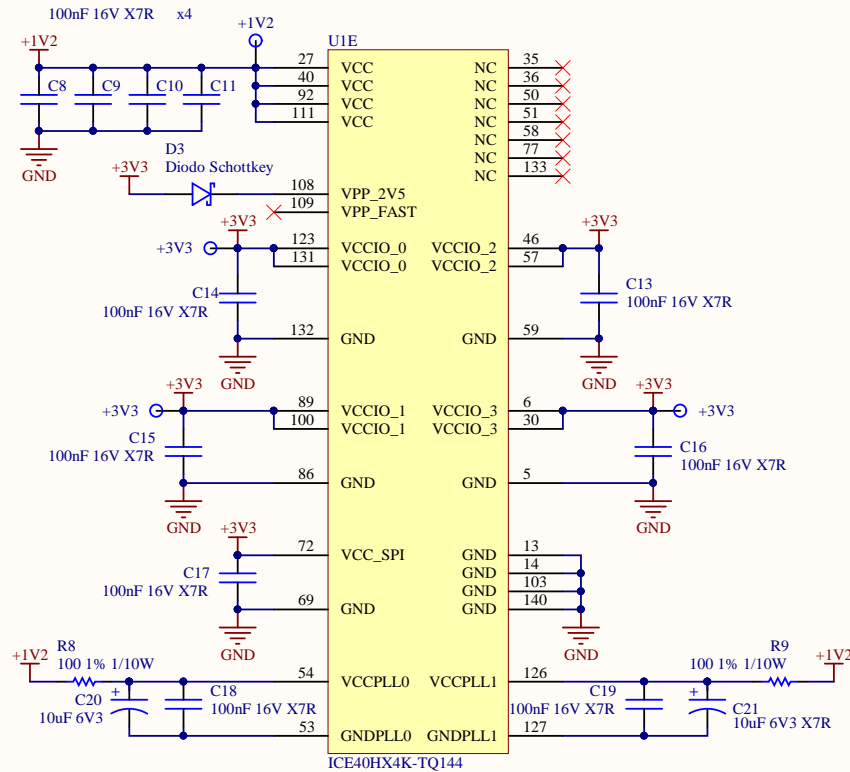 100nF 16V X7R x4
+1V2
+1V2
U1E
C8
C9
C10
C11
GND
27 VCC
40 VCC
92 VCC
111 VCC
NC 35
NC 36
NC 50
NC 51
NC 58
NC 77
NC 133
D3
Diodo Schottkey
+3V3
108 VPP_2V5
109 VPP_FAST
+3V3
+3V3
123 VCCIO_0
131 VCCIO_0
VCCIO_2 46
VCCIO_2 57
+3V3
C14
100nF 16V X7R
C13
100nF 16V X7R
132 GND
GND 59
GND
GND
+3V3
+3V3
89 VCCIO_1
100 VCCIO_1
VCCIO_3 6
VCCIO_3 30
+3V3
+3V3
C15
100nF 16V X7R
C16
100nF 16V X7R
86 GND
GND 5
GND
GND
+3V3
72 VCC_SPI
GND 13
GND 14
GND 103
GND 140
C17
100nF 16V X7R
69 GND
GND
GND
+1V2
R8
100 1% 1/10W
54 VCCPLL0
VCCPLL1 126
R9
100 1% 1/10W
+1V2
C20
10uF 6V3
+
C18
100nF 16V X7R
C19
100nF 16V X7R
+
C21
10uF 6V3 X7R
53 GNDPLL0
GNDPLL1 127
ICE40HX4K-TQ144